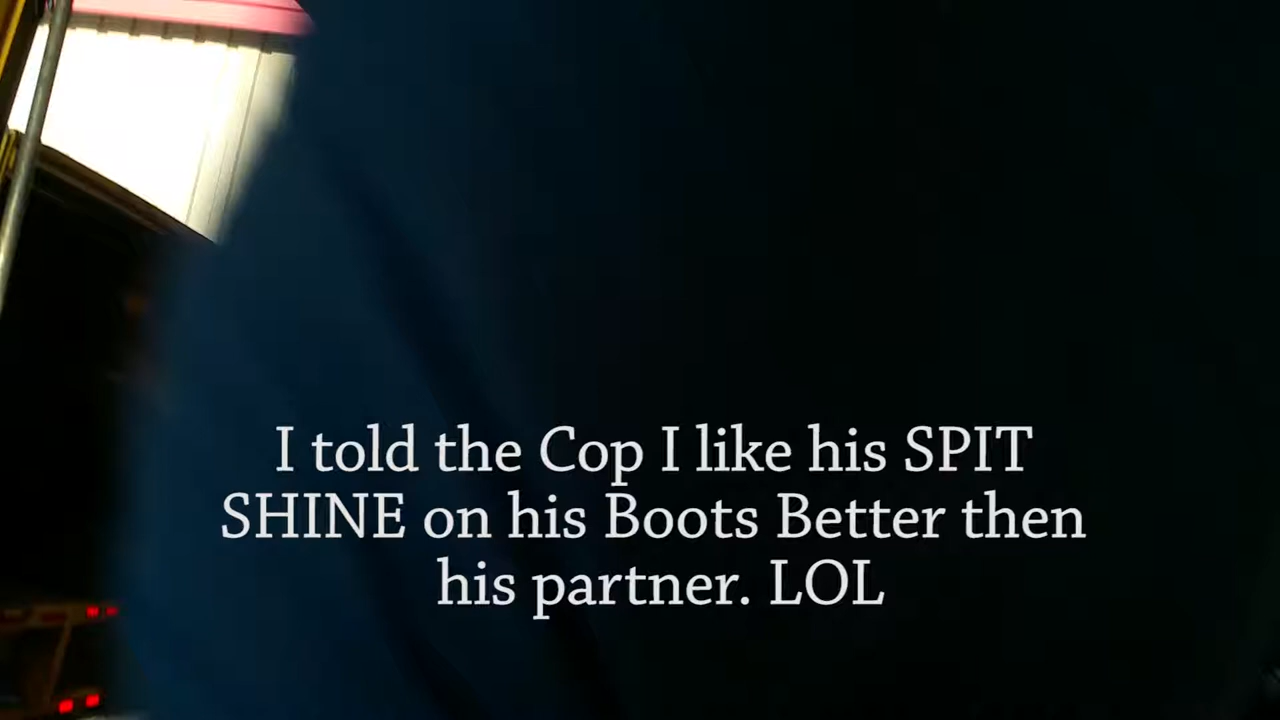 I told the Cop I like his SPIT
SHINE on his Boots Better then
his partner. LOL